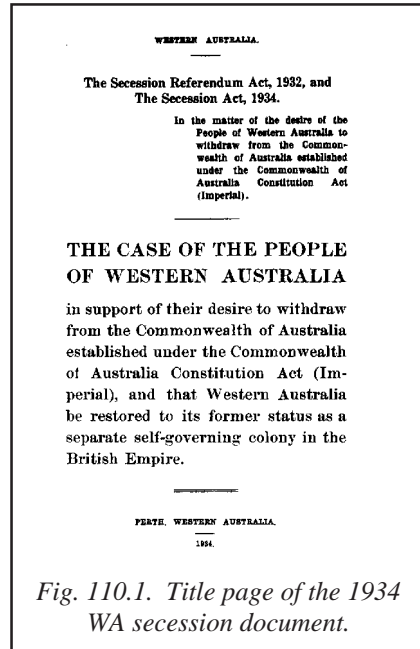 WESTERN AUSTRALIA.
The Secession Referendum Act, 1932, and
The Secession Act, 1934.
In the matter of the desire of the
People of Western Australia to
withdraw from the Common-
wealth of Australia established
under the Commonwealth of
Australia Constitution Act
(Imperial).
THE CASE OF THE PEOPLE
OF WESTERN AUSTRALIA
in support of their desire to withdraw
from the Commonwealth of Australia
established under the Commonwealth
of Australia Constitution Act (Im-
perial), and that Western Australia
be restored to its former status as a
separate self-governing colony in the
British Empire.
PERTH, WESTERN AUSTRALIA.
1934.
Fig. 110.1. Title page of the 1934
WA secession document.